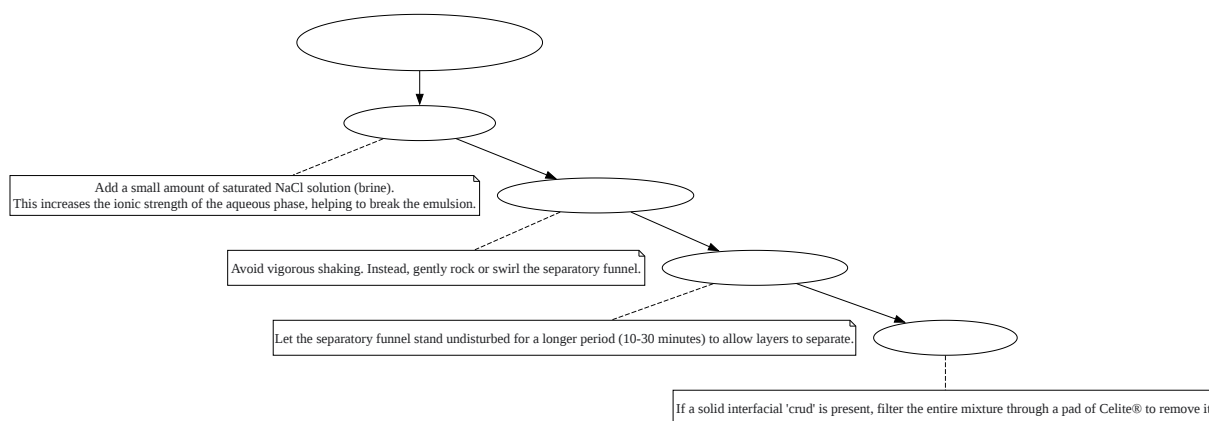 Add a small amount of saturated NaCl solution (brine).
This increases the ionic strength of the aqueous phase, helping to break the emulsion.
Avoid vigorous shaking. Instead, gently rock or swirl the separatory funnel.
Let the separatory funnel stand undisturbed for a longer period (10-30 minutes) to allow layers to separate.
If a solid interfacial 'crud' is present, filter the entire mixture through a pad of Celite® to remove it